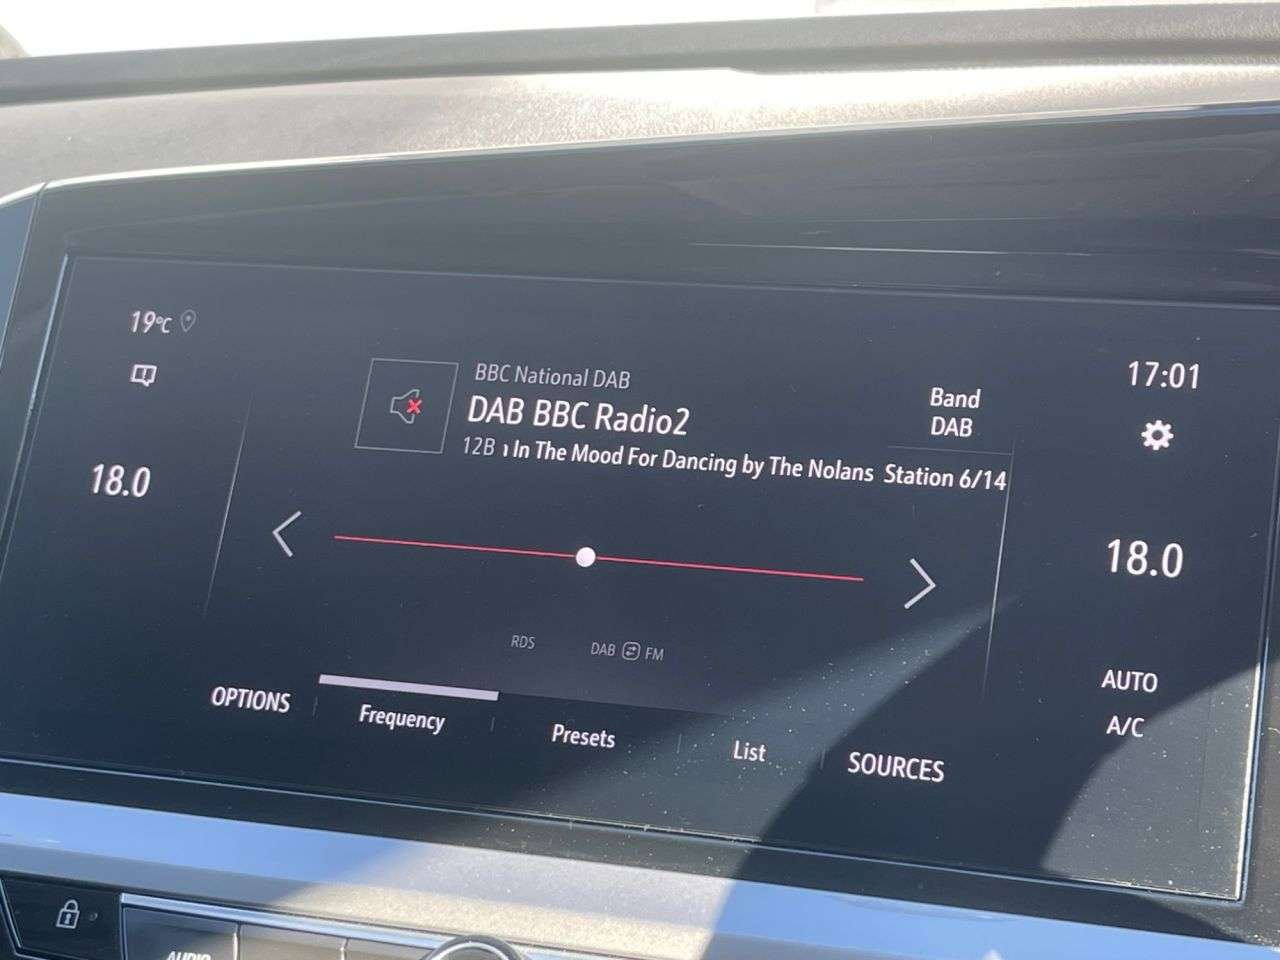 19°C
18.0
BBC National DAB
DAB BBC Radio2
12B ı In The Mood For Dancing by The Nolans Station 6/14
Band
DAB
17:01
18.0
RDS
DAB FM
AUTO
A/C
OPTIONS
Frequency
Presets
List
SOURCES
AUDIO